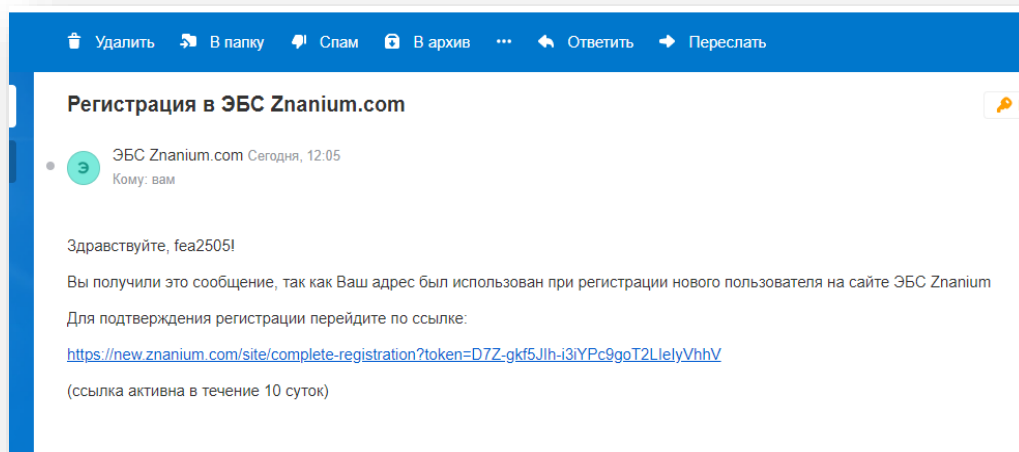 Удалить В папку Спам В архив ... Ответить Переслать
Регистрация в ЭБС Znanium.com
Э
ЭБС Znanium.com Сегодня, 12:05
Кому: вам
Здравствуйте, fea2505!
Вы получили это сообщение, так как Ваш адрес был использован при регистрации нового пользователя на сайте ЭБС Znanium
Для подтверждения регистрации перейдите по ссылке:
https://new.znanium.com/site/complete-registration?token=D7Z-gkf5JIh-i3iYPc9goT2LIeIyVhhV
(ссылка активна в течение 10 суток)